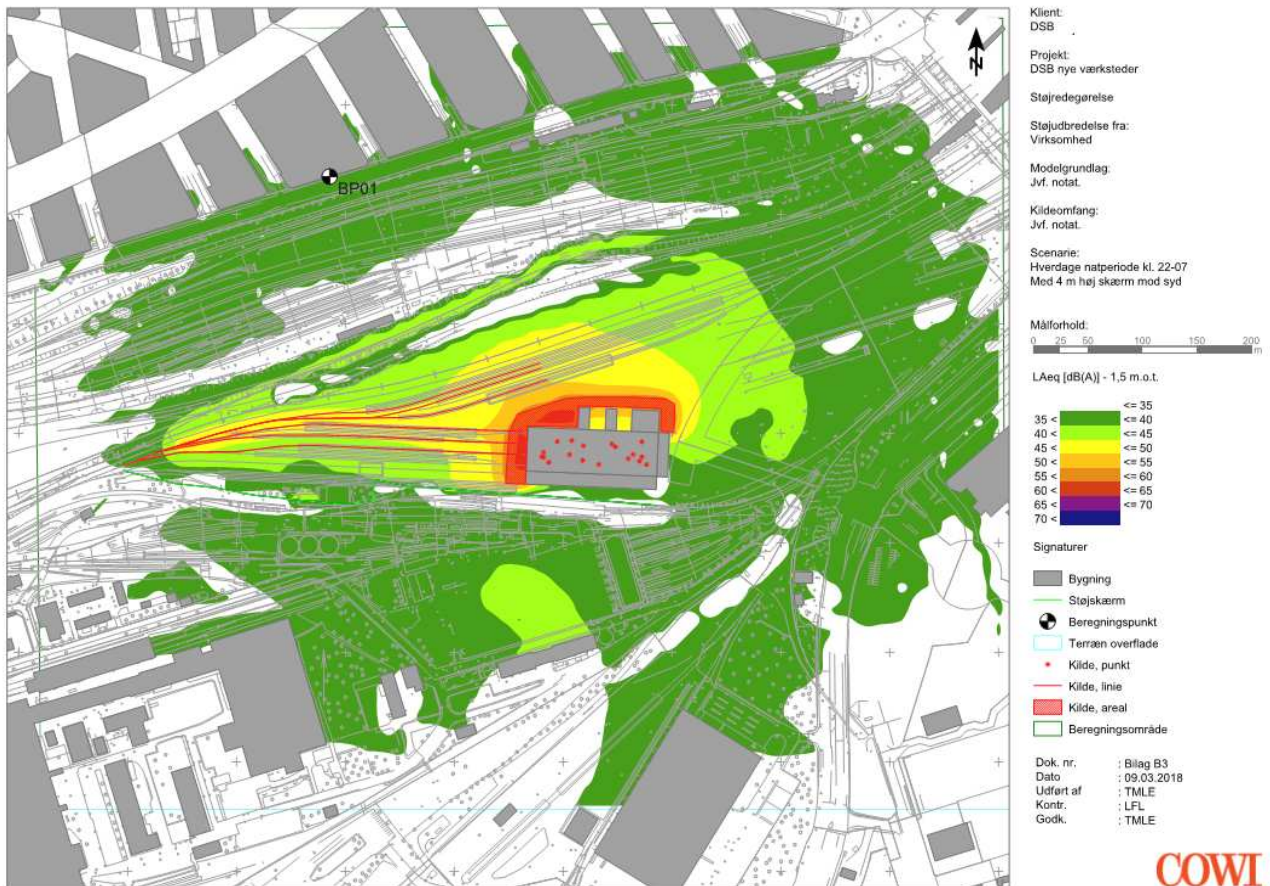 N
BP01
Klient:
DSB
Projekt:
DSB nye værksteder
Støjredegørelse
Støjudbredelse fra:
Virksomhed
Modelgrundlag:
Jvf. notat.
Kildeomfang:
Jvf. notat.
Scenarie:
Hverdage natperiode kl. 22-07
Med 4 m høj skærm mod syd
Målforhold:
0 25 50 100 150 200
m
LAeq [dB(A)] - 1,5 m.o.t.
<= 35
35 < <= 40
40 < <= 45
45 < <= 50
50 < <= 55
55 < <= 60
60 < <= 65
65 < <= 70
70 <
Signaturer
Bygning
Støjskærm
Beregningspunkt
Terræn overflade
Kilde, punkt
Kilde, linie
Kilde, areal
Beregningsområde
Dok. nr. : Bilag B3
Dato : 09.03.2018
Udført af : TMLE
Kontr. : LFL
Godk. : TMLE
COWI